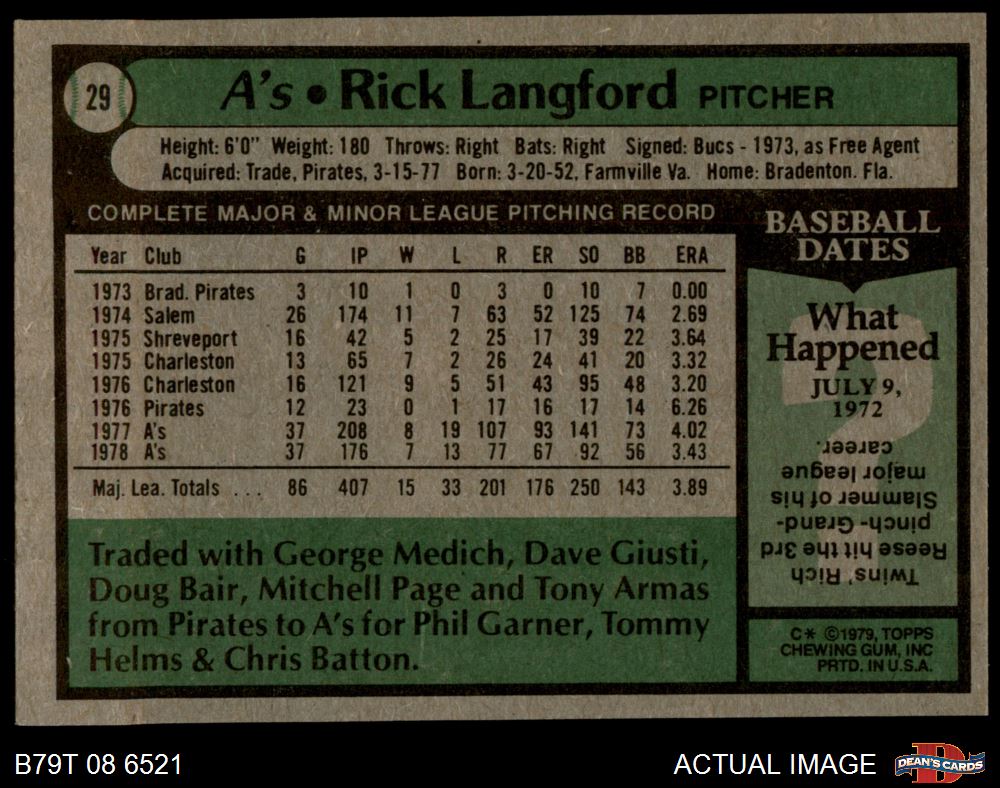 29
A's • Rick Langford PITCHER
Height: 6'0" Weight: 180 Throws: Right Bats: Right Signed: Bucs - 1973, as Free Agent
Acquired: Trade, Pirates, 3-15-77 Born: 3-20-52, Farmville Va. Home: Bradenton. Fla.
COMPLETE MAJOR & MINOR LEAGUE PITCHING RECORD
Year Club G IP W L R ER SO BB ERA
1973 Brad. Pirates 3 10 1 0 3 0 10 7 0.00
1974 Salem 26 174 11 7 63 52 125 74 2.69
1975 Shreveport 16 42 5 2 25 17 39 22 3.64
1975 Charleston 13 65 7 2 26 24 41 20 3.32
1976 Charleston 16 121 9 5 51 43 95 48 3.20
1976 Pirates 12 23 0 1 17 16 17 14 6.26
1977 A's 37 208 8 19 107 93 141 73 4.02
1978 A's 37 176 7 13 77 67 92 56 3.43
Maj. Lea. Totals ... 86 407 15 33 201 176 250 143 3.89
Traded with George Medich, Dave Giusti,
Doug Bair, Mitchell Page and Tony Armas
from Pirates to A's for Phil Garner, Tommy
Helms & Chris Batton.
BASEBALL
DATES
What
Happened
JULY 9,
1972
Twins' Rich
Reese hit the 3rd
pinch-Grand-
Slammer of his
major league
career.
C* ©1979, TOPPS
CHEWING GUM, INC
PRTD. IN U.S.A.
B79T 08 6521
ACTUAL IMAGE
D
DEAN'S CARDS